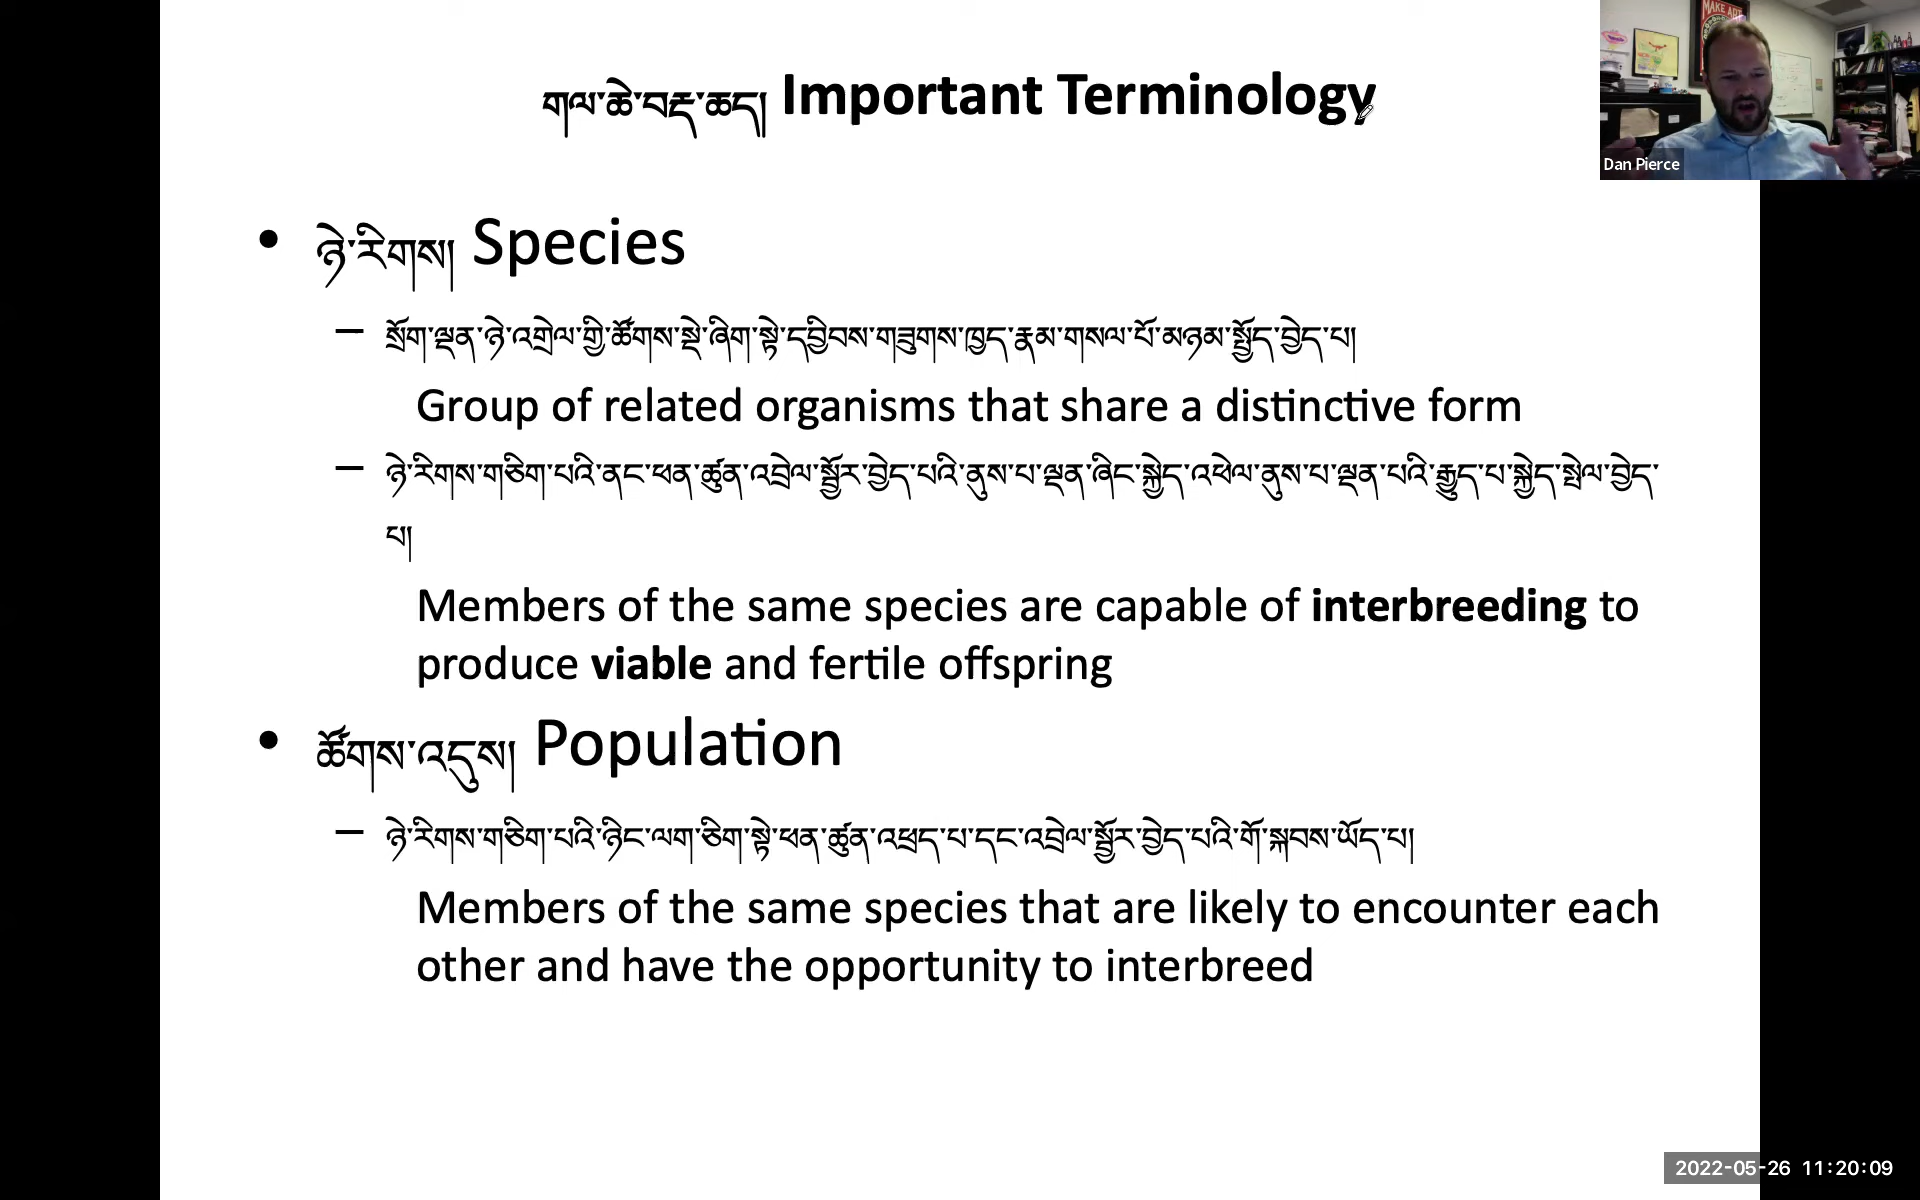 གལ་ཆེ་བརྡ་ཆད། Important Terminology
MAKE ART
Dan Pierce
• ཉེ་རིགས། Species
– སྲོག་ལྡན་ཉེ་འགྲེལ་གྱི་ཚོགས་སྡེ་ཞིག་སྟེ་དབྱིབས་གཟུགས་ཁྱད་རྣམ་གསལ་པོ་མཉམ་སྤྱོད་བྱེད་པ།
Group of related organisms that share a distinctive form
– ཉེ་རིགས་གཅིག་པའི་ནང་ཕན་ཚུན་འབྲེལ་སྦྱོར་བྱེད་པའི་ནུས་པ་ལྡན་ཞིང་སྐྱེད་འཕེལ་ནུས་པ་ལྡན་པའི་རྒྱུད་པ་སྐྱེད་སྤེལ་བྱེད་
པ།
Members of the same species are capable of interbreeding to
produce viable and fertile offspring
• ཚོགས་འདུས། Population
– ཉེ་རིགས་གཅིག་པའི་ཉིང་ལག་ཅིག་སྟེ་ཕན་ཚུན་འཕྲད་པ་དང་འབྲེལ་སྦྱོར་བྱེད་པའི་གོ་སྐབས་ཡོད་པ།
Members of the same species that are likely to encounter each
other and have the opportunity to interbreed
2022-05-26 11:20:09